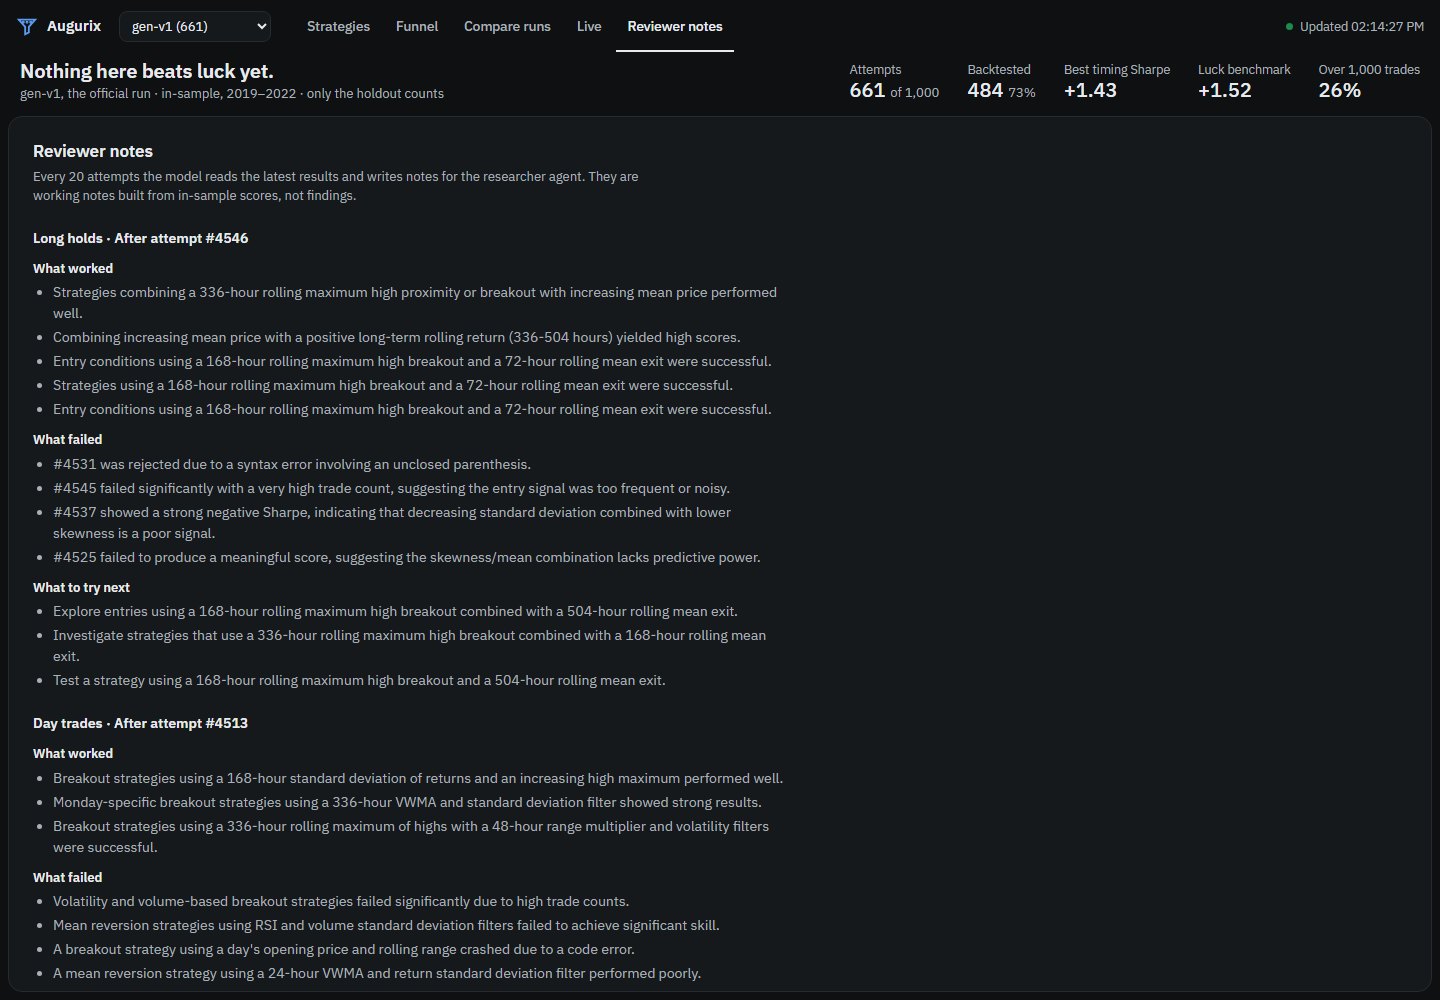 Augurix
gen-v1 (661)
Strategies
Funnel
Compare runs
Live
Reviewer notes
Updated 02:14:27 PM
Nothing here beats luck yet.
gen-v1, the official run · in-sample, 2019–2022 · only the holdout counts
Attempts
661 of 1,000
Backtested
484 73%
Best timing Sharpe
+1.43
Luck benchmark
+1.52
Over 1,000 trades
26%
Reviewer notes
Every 20 attempts the model reads the latest results and writes notes for the researcher agent. They are
working notes built from in-sample scores, not findings.
Long holds · After attempt #4546
What worked
Strategies combining a 336-hour rolling maximum high proximity or breakout with increasing mean price performed
well.
Combining increasing mean price with a positive long-term rolling return (336-504 hours) yielded high scores.
Entry conditions using a 168-hour rolling maximum high breakout and a 72-hour rolling mean exit were successful.
Strategies using a 168-hour rolling maximum high breakout and a 72-hour rolling mean exit were successful.
Entry conditions using a 168-hour rolling maximum high breakout and a 72-hour rolling mean exit were successful.
What failed
#4531 was rejected due to a syntax error involving an unclosed parenthesis.
#4545 failed significantly with a very high trade count, suggesting the entry signal was too frequent or noisy.
#4537 showed a strong negative Sharpe, indicating that decreasing standard deviation combined with lower
skewness is a poor signal.
#4525 failed to produce a meaningful score, suggesting the skewness/mean combination lacks predictive power.
What to try next
Explore entries using a 168-hour rolling maximum high breakout combined with a 504-hour rolling mean exit.
Investigate strategies that use a 336-hour rolling maximum high breakout combined with a 168-hour rolling mean
exit.
Test a strategy using a 168-hour rolling maximum high breakout and a 504-hour rolling mean exit.
Day trades · After attempt #4513
What worked
Breakout strategies using a 168-hour standard deviation of returns and an increasing high maximum performed well.
Monday-specific breakout strategies using a 336-hour VWMA and standard deviation filter showed strong results.
Breakout strategies using a 336-hour rolling maximum of highs with a 48-hour range multiplier and volatility filters
were successful.
What failed
Volatility and volume-based breakout strategies failed significantly due to high trade counts.
Mean reversion strategies using RSI and volume standard deviation filters failed to achieve significant skill.
A breakout strategy using a day's opening price and rolling range crashed due to a code error.
A mean reversion strategy using a 24-hour VWMA and return standard deviation filter performed poorly.